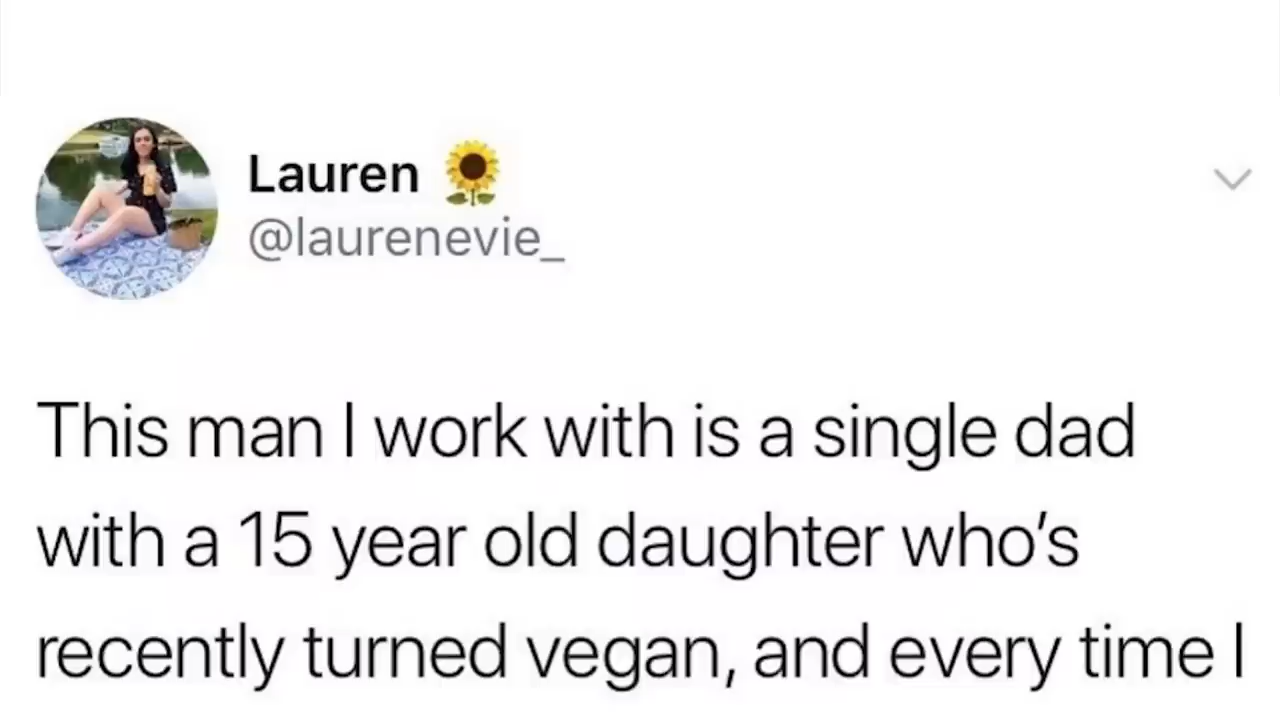 Lauren 🌻
@laurenevie_
This man I work with is a single dad
with a 15 year old daughter who’s
recently turned vegan, and every time I